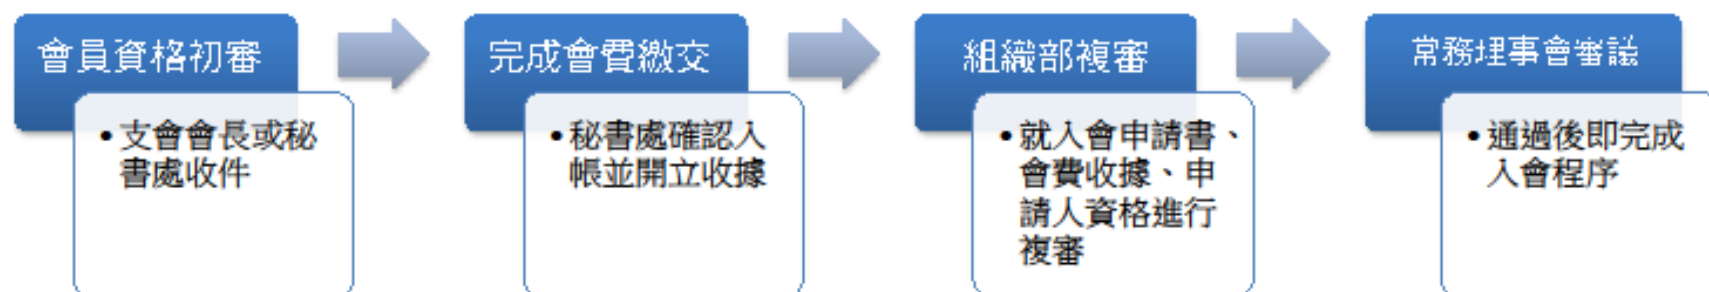 會員資格初審
•支會會長或秘
書處收件
完成會費繳交
•秘書處確認入
帳並開立收據
組織部複審
•就入會申請書、
會費收據、申
請人資格進行
複審
常務理事會審議
•通過後即完成
入會程序